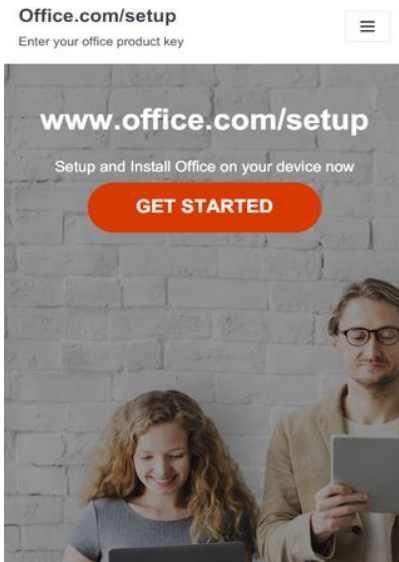 Office.com/setup
Enter your office product key
www.office.com/setup
Setup and Install Office on your device now
GET STARTED